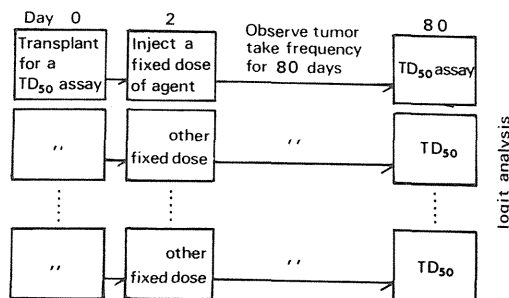 Day 0 2 80
Transplant
for a
TD50 assay
Inject a
fixed dose
of agent
Observe tumor
take frequency
for 80 days
TD50 assay
,,
other
fixed dose
,,
TD50
,,
other
fixed dose
,,
TD50
logit analysis